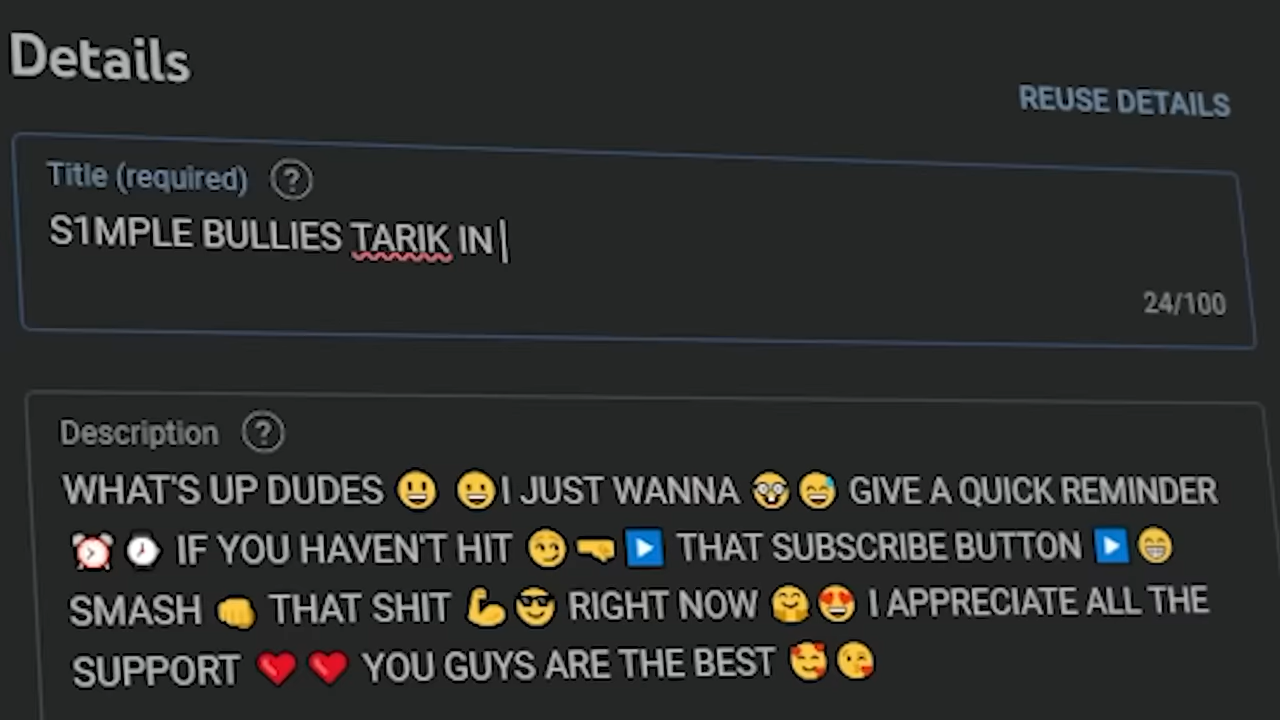 Details
REUSE DETAILS
Title (required) ?
S1MPLE BULLIES TARIK IN
24/100
Description ?
WHAT'S UP DUDES 😃 😀I JUST WANNA 🤓😅 GIVE A QUICK REMINDER
⏰🕐 IF YOU HAVEN'T HIT 😏🤜▶️ THAT SUBSCRIBE BUTTON ▶️😁
SMASH 👊 THAT SHIT 💪😎 RIGHT NOW 🤗😍 I APPRECIATE ALL THE
SUPPORT ❤️ ❤️ YOU GUYS ARE THE BEST 🥰😘